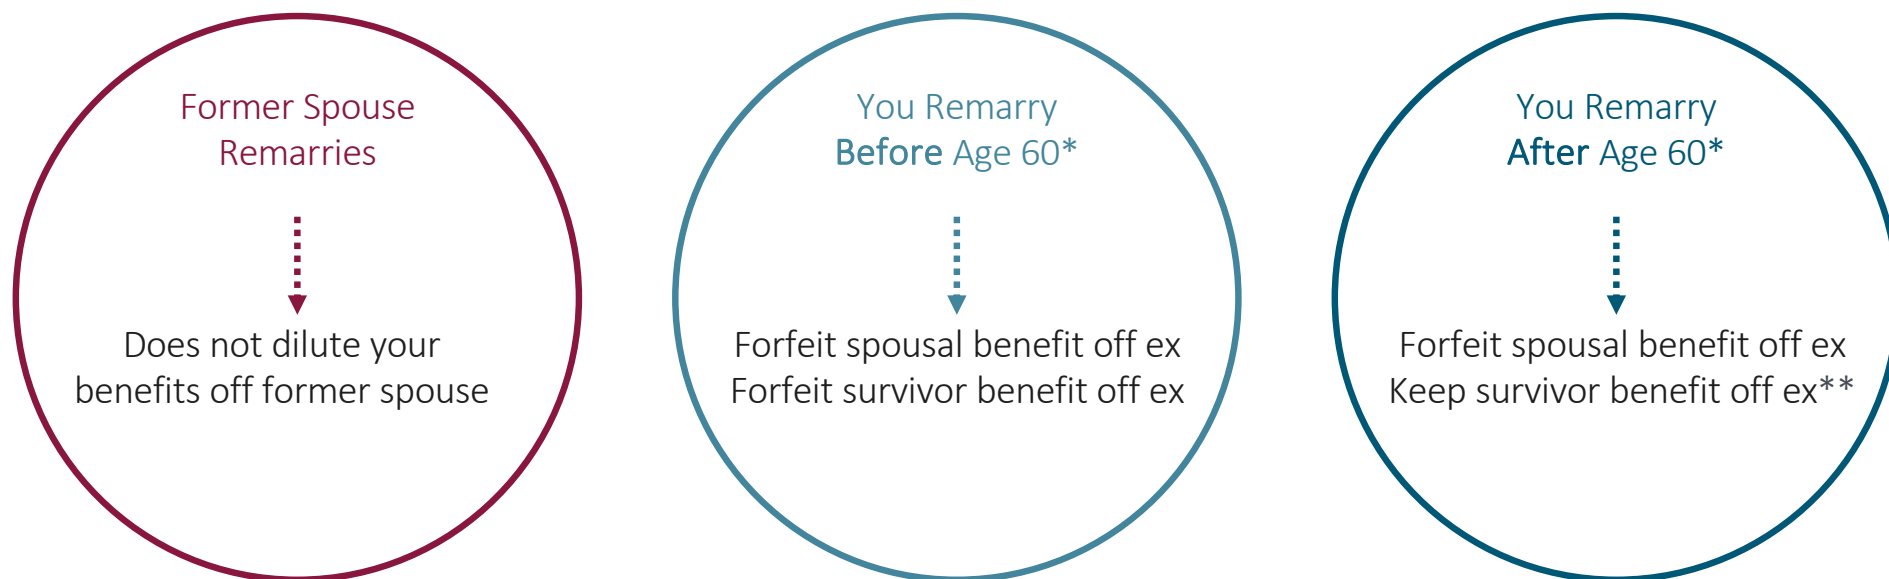 Former Spouse
Remarries
Does not dilute your
benefits off former spouse
You Remarry
Before Age 60*
Forfeit spousal benefit off ex
Forfeit survivor benefit off ex
You Remarry
After Age 60*
Forfeit spousal benefit off ex
Keep survivor benefit off ex**